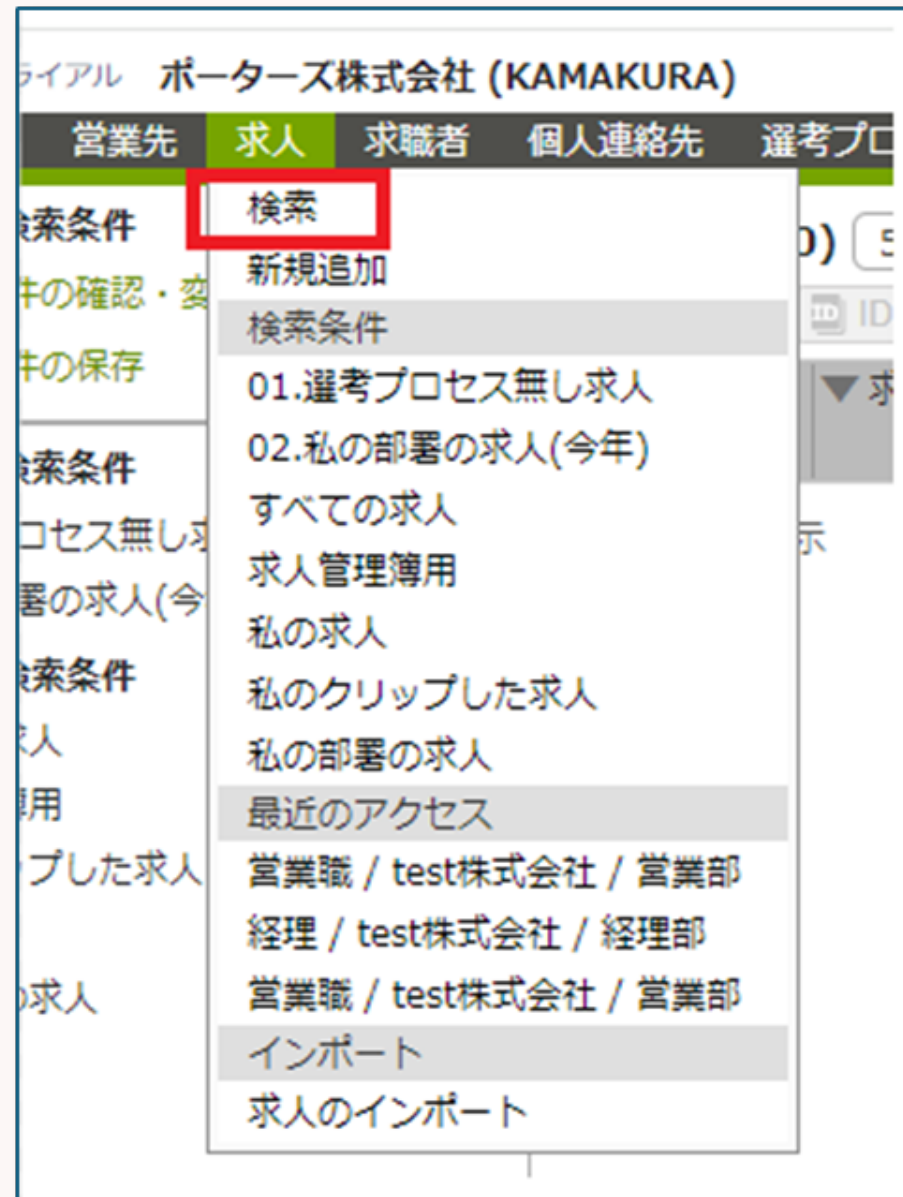 ライアル ポーターズ株式会社 (KAMAKURA)
営業先 求人 求職者 個人連絡先 選考プロ
索条件
件の確認・変
件の保存
索条件
ロセス無し求
署の求人(今
索条件
求人
用
プした求人
の求人
検索
新規追加
検索条件
01.選考プロセス無し求人
02.私の部署の求人(今年)
すべての求人
求人管理簿用
私の求人
私のクリップした求人
私の部署の求人
最近のアクセス
営業職 / test株式会社 / 営業部
経理 / test株式会社 / 経理部
営業職 / test株式会社 / 営業部
インポート
求人のインポート
0) 5
ID
▼求
示